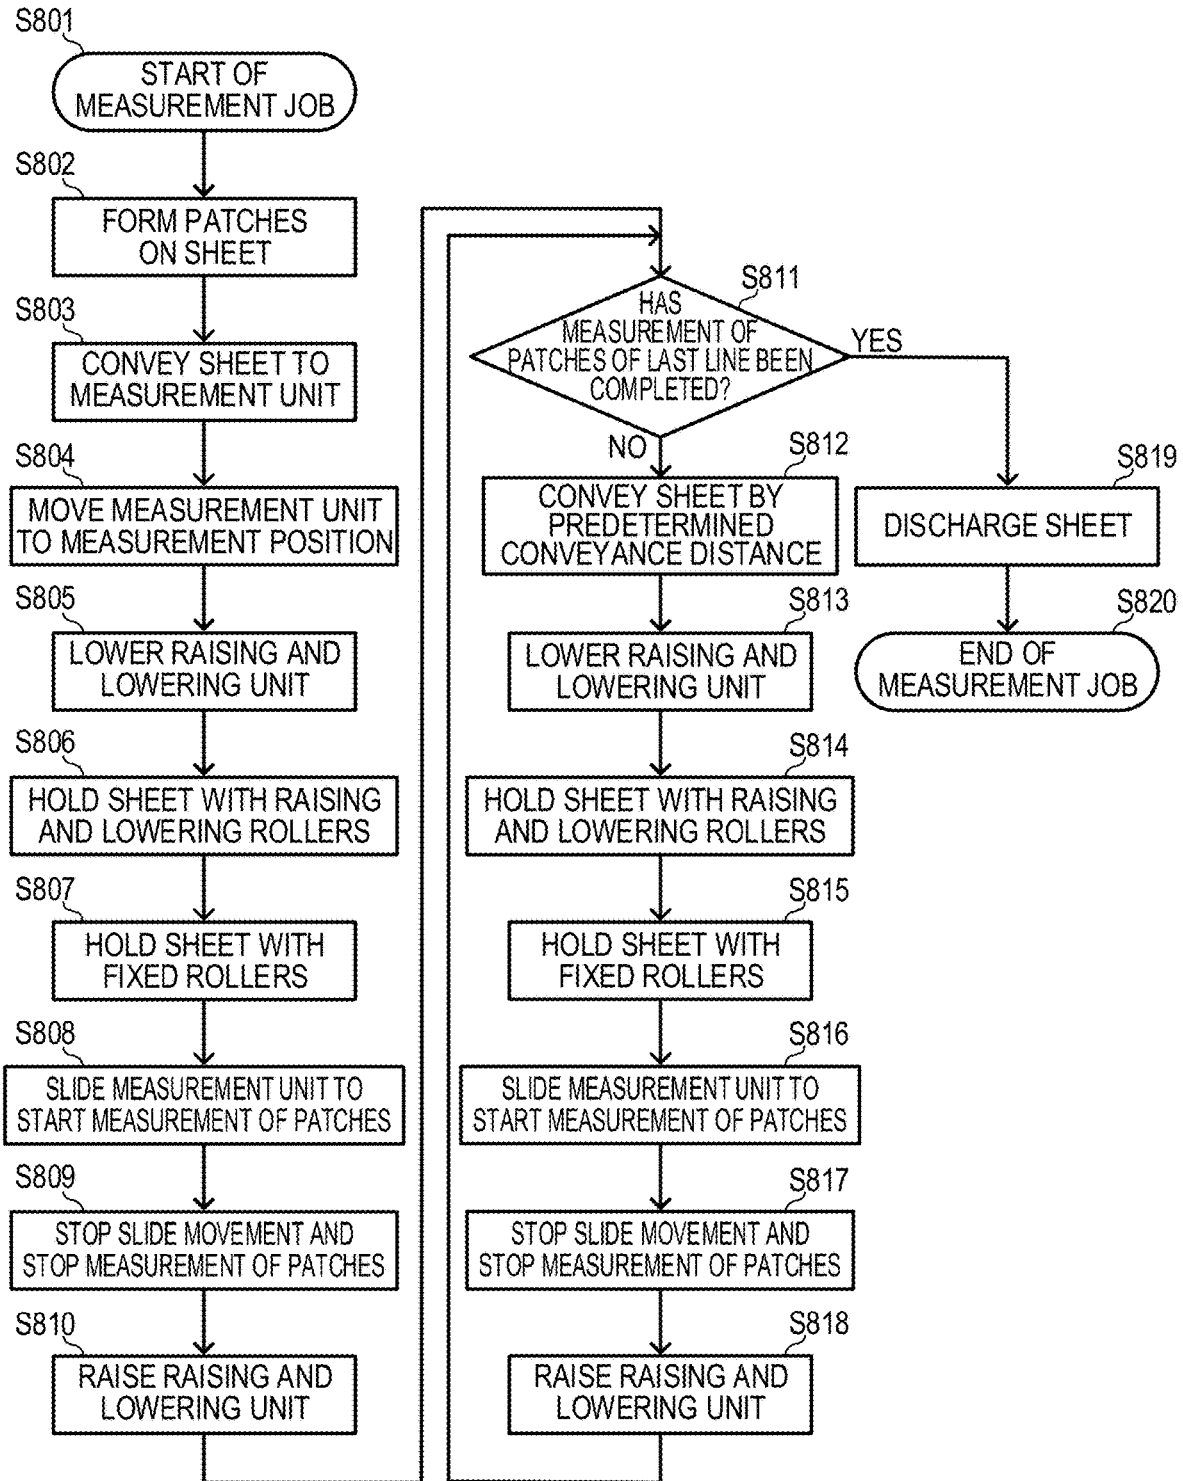 S801
START OF
MEASUREMENT JOB
S802
FORM PATCHES
ON SHEET
S803
CONVEY SHEET TO
MEASUREMENT UNIT
S804
MOVE MEASUREMENT UNIT
TO MEASUREMENT POSITION
S805
LOWER RAISING AND
LOWERING UNIT
S806
HOLD SHEET WITH RAISING
AND LOWERING ROLLERS
S807
HOLD SHEET WITH
FIXED ROLLERS
S808
SLIDE MEASUREMENT UNIT TO
START MEASUREMENT OF PATCHES
S809
STOP SLIDE MOVEMENT AND
STOP MEASUREMENT OF PATCHES
S810
RAISE RAISING AND
LOWERING UNIT
S811
HAS
MEASUREMENT OF
PATCHES OF LAST LINE BEEN
COMPLETED?
YES
NO
S812
CONVEY SHEET BY
PREDETERMINED
CONVEYANCE DISTANCE
S813
LOWER RAISING AND
LOWERING UNIT
S814
HOLD SHEET WITH RAISING
AND LOWERING ROLLERS
S815
HOLD SHEET WITH
FIXED ROLLERS
S816
SLIDE MEASUREMENT UNIT TO
START MEASUREMENT OF PATCHES
S817
STOP SLIDE MOVEMENT AND
STOP MEASUREMENT OF PATCHES
S818
RAISE RAISING AND
LOWERING UNIT
S819
DISCHARGE SHEET
S820
END OF
MEASUREMENT JOB